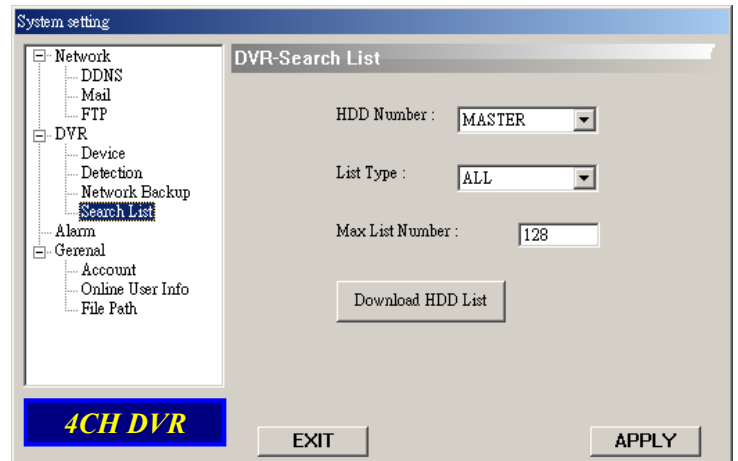 System setting
Network
DDNS
Mail
FTP
DVR
Device
Detection
Network Backup
Search List
Alarm
Gerenal
Account
Online User Info
File Path
4CH DVR
DVR-Search List
HDD Number : MASTER
List Type : ALL
Max List Number : 128
Download HDD List
EXIT APPLY